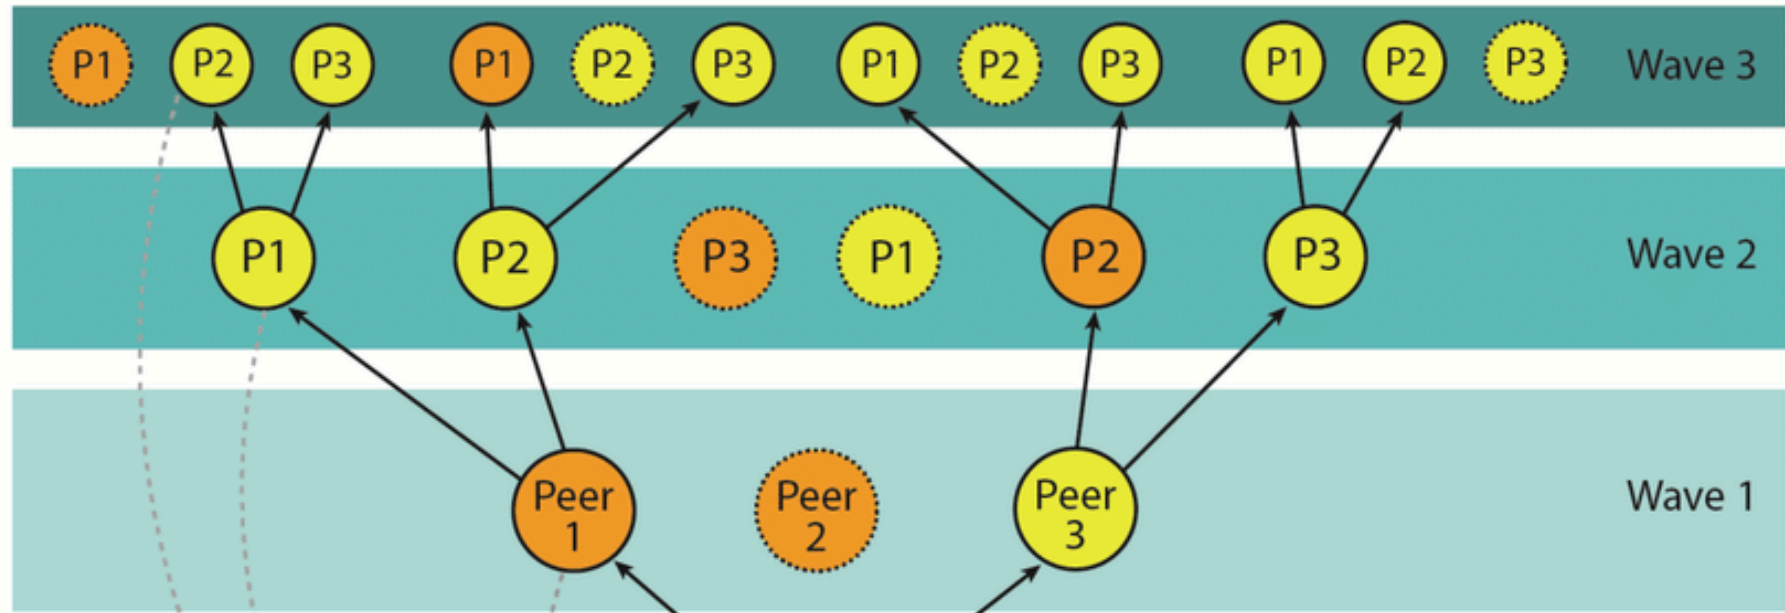 P1 P2 P3 P1 P2 P3 P1 P2 P3 P1 P2 P3 Wave 3
P1 P2 P3 P1 P2 P3 Wave 2
Peer Peer Peer Wave 1
1 2 3